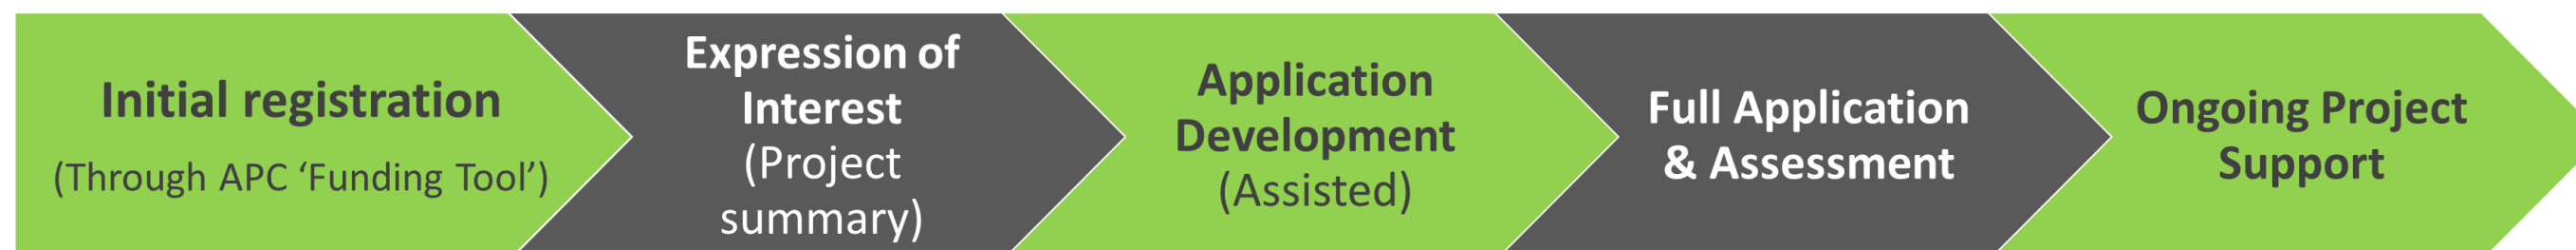 Initial registration
(Through APC ‘Funding Tool’)
Expression of
Interest
(Project
summary)
Application
Development
(Assisted)
Full Application
& Assessment
Ongoing Project
Support